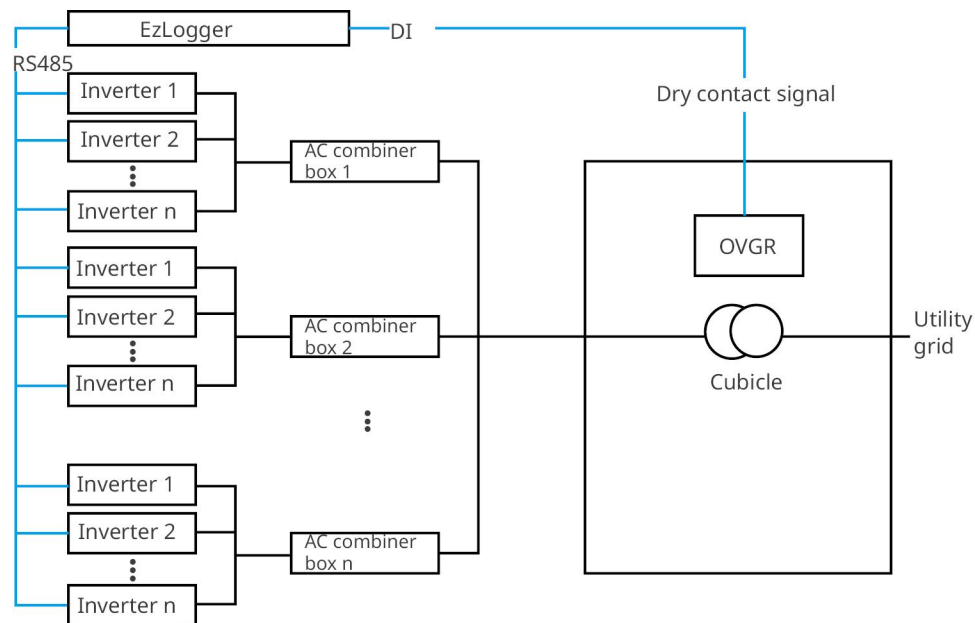 EzLogger
DI
RS485
Dry contact signal
Inverter 1
Inverter 2
Inverter n
AC combiner
box 1
Inverter 1
Inverter 2
Inverter n
AC combiner
box 2
Inverter 1
Inverter 2
Inverter n
AC combiner
box n
OVGR
Cubicle
Utility
grid